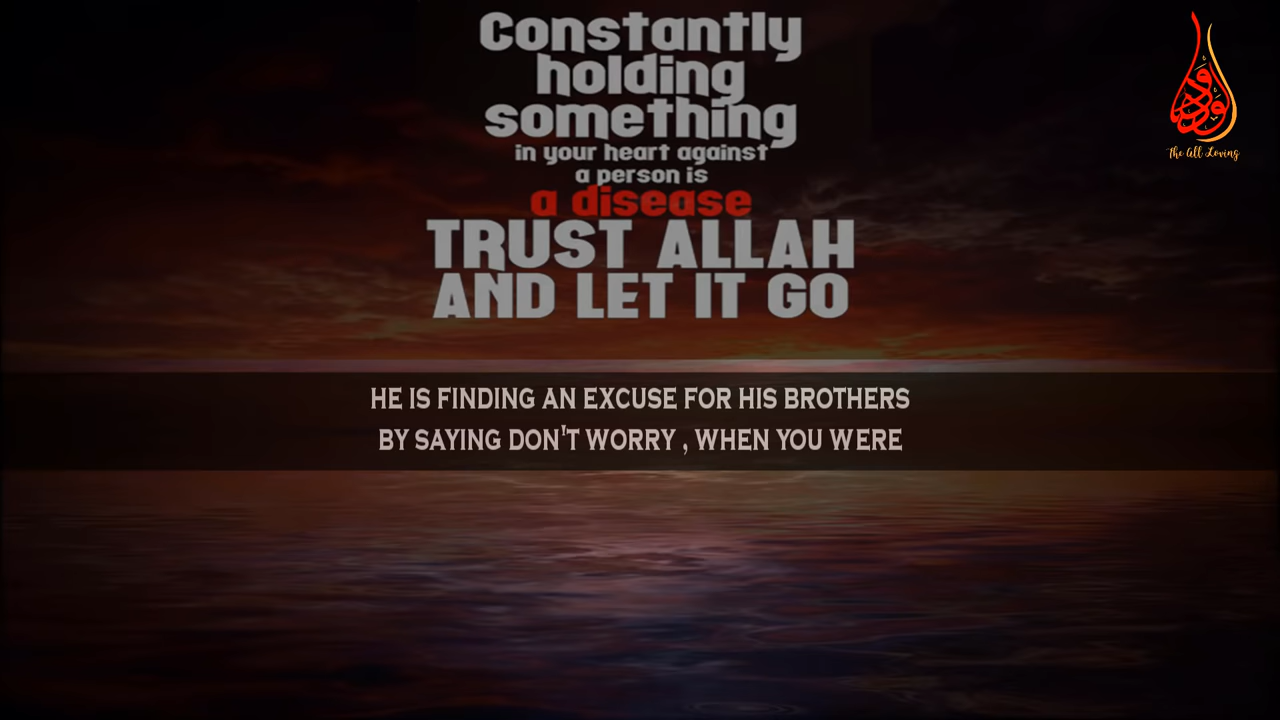 Constantly
holding
something
in your heart against
a person is
a disease
TRUST ALLAH
AND LET IT GO
الودود
The All Loving
HE IS FINDING AN EXCUSE FOR HIS BROTHERS
BY SAYING DON'T WORRY , WHEN YOU WERE